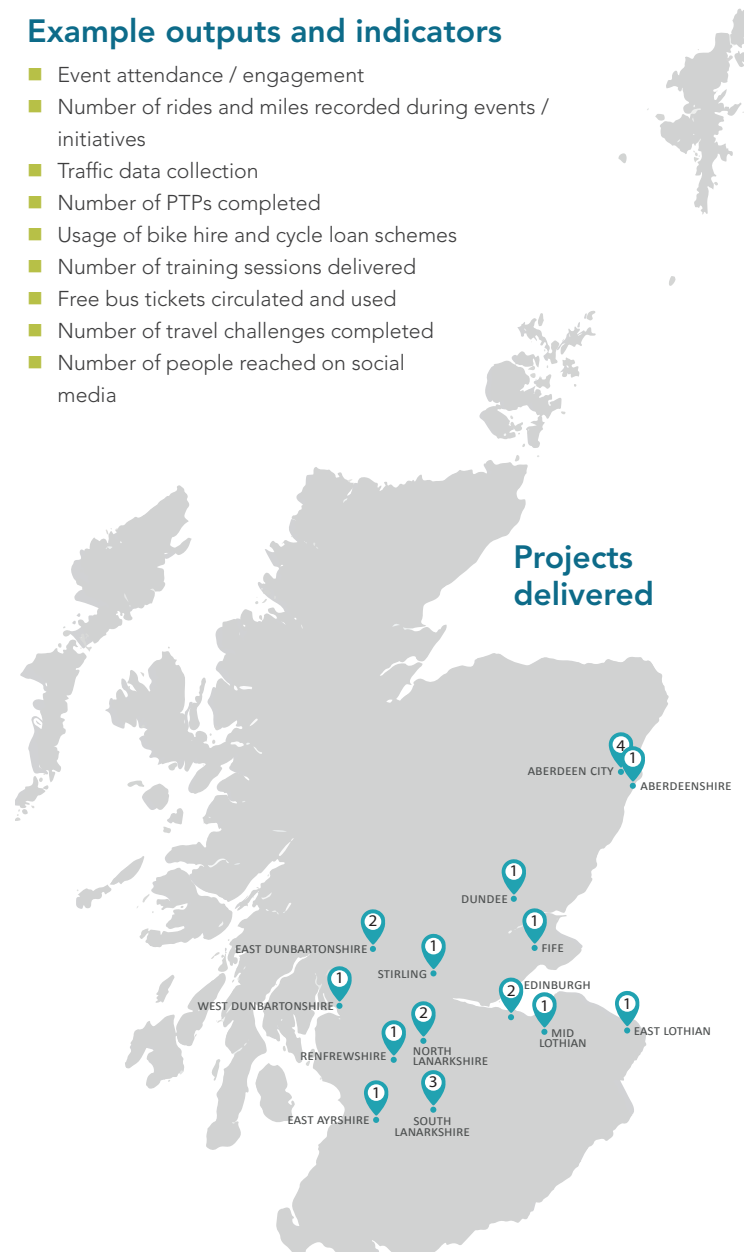 Example outputs and indicators
Event attendance / engagement
Number of rides and miles recorded during events /
initiatives
Traffic data collection
Number of PTPs completed
Usage of bike hire and cycle loan schemes
Number of training sessions delivered
Free bus tickets circulated and used
Number of travel challenges completed
Number of people reached on social
media
Projects
delivered
4
ABERDEEN CITY
1
ABERDEENSHIRE
1
DUNDEE
1
FIFE
2
EAST DUNBARTONSHIRE
1
STIRLING
1
WEST DUNBARTONSHIRE
2
EDINBURGH
1
MID
LOTHIAN
1
EAST LOTHIAN
1
RENFREWSHIRE
2
NORTH
LANARKSHIRE
1
EAST AYRSHIRE
3
SOUTH
LANARKSHIRE